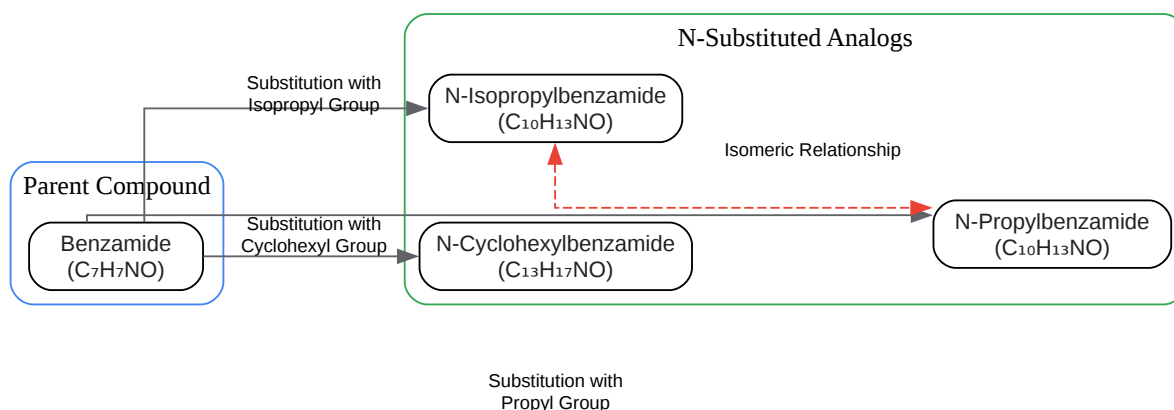 N-Substituted Analogs
Substitution with
Isopropyl Group
N-Isopropylbenzamide
(C₁₀H₁₃NO)
Isomeric Relationship
Parent Compound
Benzamide
(C₇H₇NO)
Substitution with
Cyclohexyl Group
N-Cyclohexylbenzamide
(C₁₃H₁₇NO)
N-Propylbenzamide
(C₁₀H₁₃NO)
Substitution with
Propyl Group